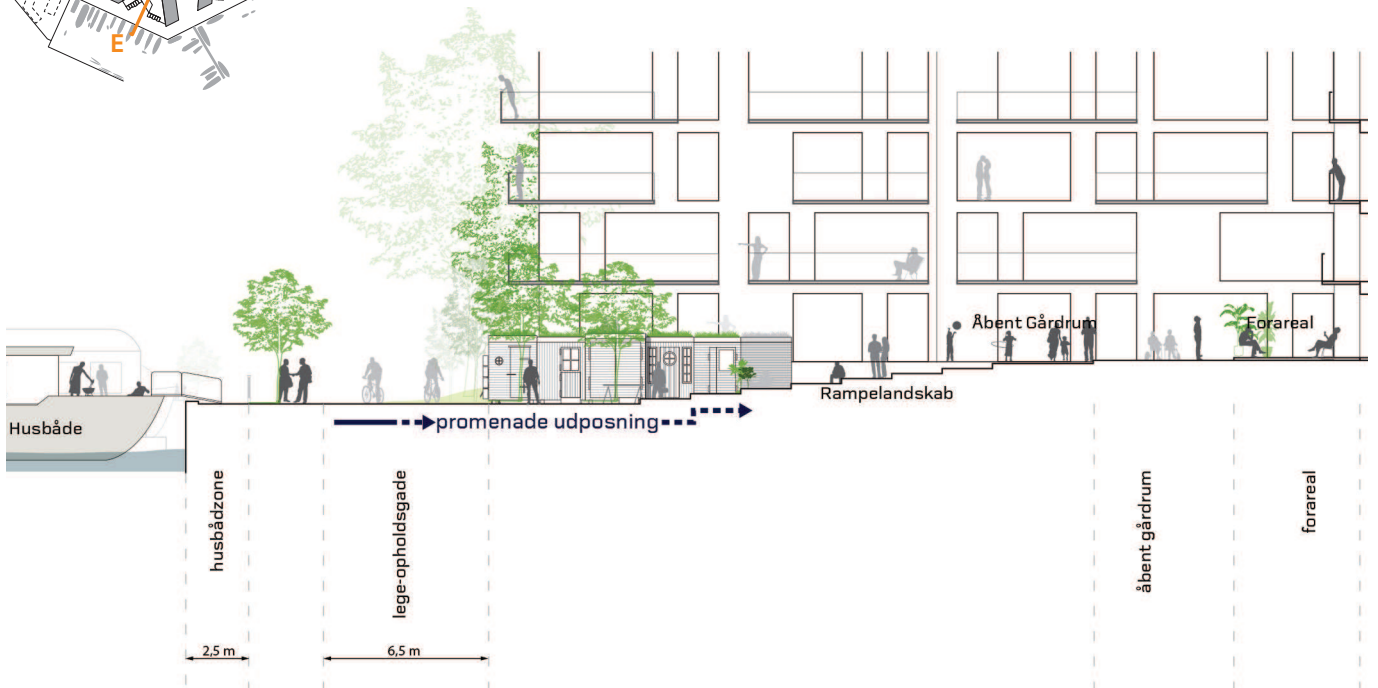 E
Åbent Gårdrum
Forareal
Rampelandskab
promenade udposning
Husbåde
husbådzone
lege-opholdsgade
åbent gårdrum
forareal
2,5 m
6,5 m